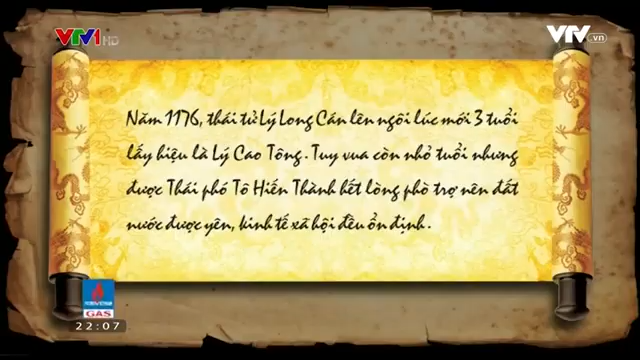 VTV1 HD
VTV.vn
Năm 1176, thái tử Lý Long Cán lên ngôi lúc mới 3 tuổi
lấy hiệu là Lý Cao Tông. Tuy vua còn nhỏ tuổi nhưng
được Thái phó Tô Hiến Thành hết lòng phò trợ nên đất
nước được yên, kinh tế xã hội đều ổn định.
GAS
22:07